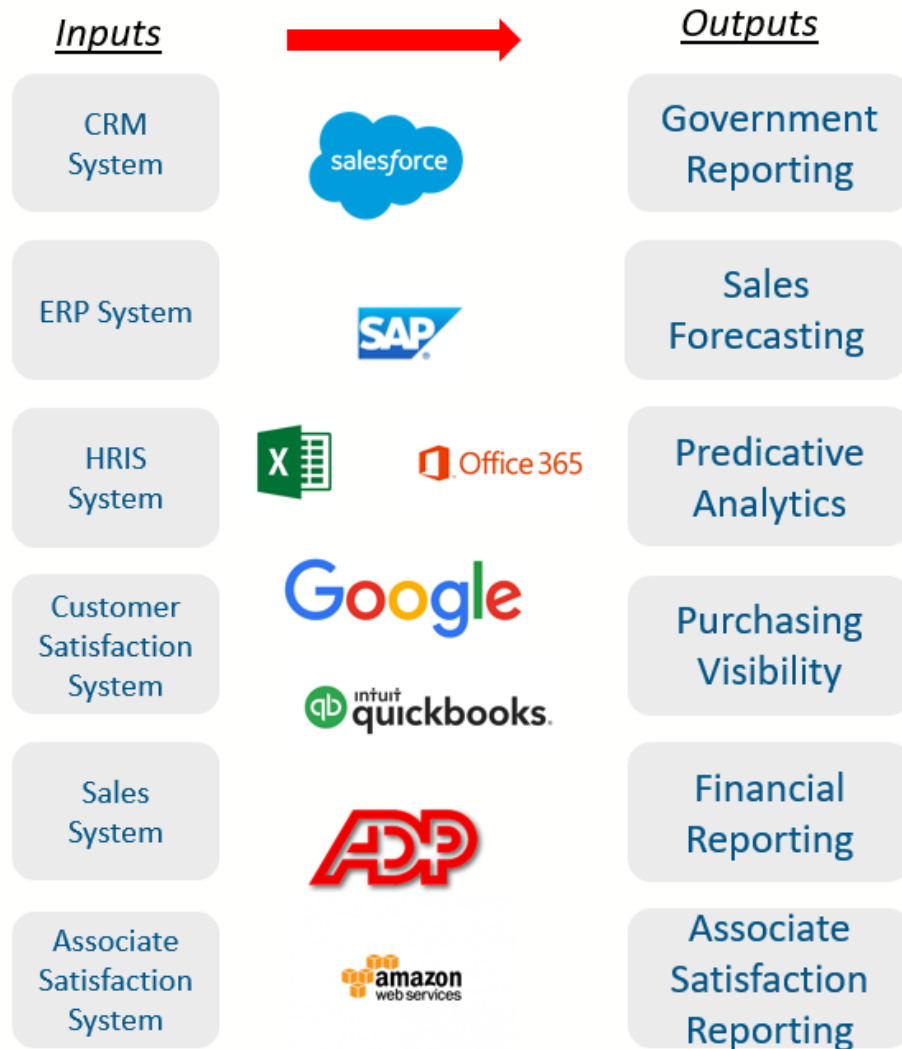 Inputs
Outputs
CRM
System
salesforce
Government
Reporting
ERP System
SAP
Sales
Forecasting
HRIS
System
X
Office 365
Predicative
Analytics
Customer
Satisfaction
System
Google
qb intuit
quickbooks.
Purchasing
Visibility
Sales
System
ADP
Financial
Reporting
Associate
Satisfaction
System
amazon
web services
Associate
Satisfaction
Reporting